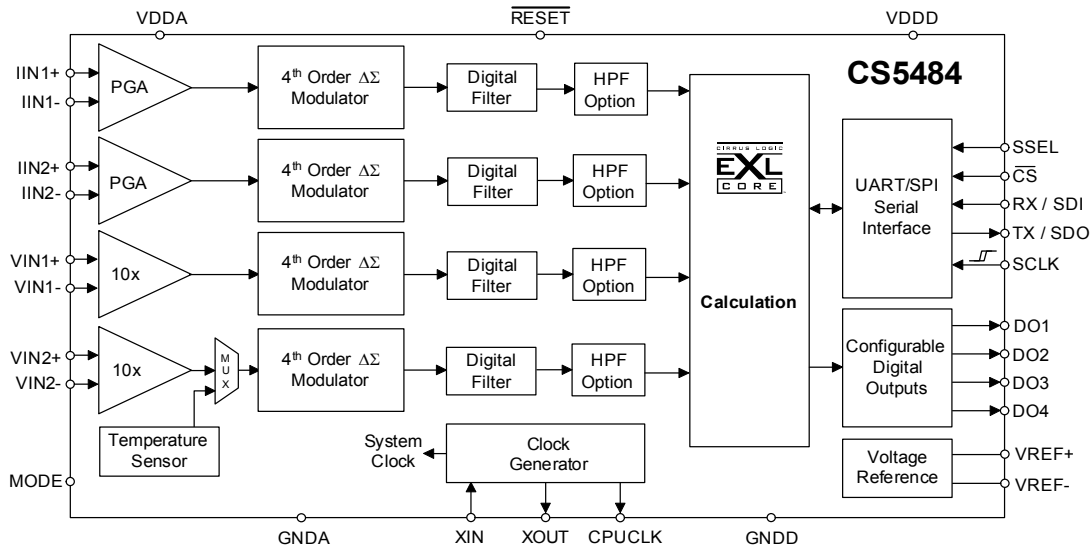 VDDA
RESET
VDDD
CS5484
IIN1+
IIN1-
PGA
4th Order ΔΣ
Modulator
Digital
Filter
HPF
Option
IIN2+
IIN2-
PGA
4th Order ΔΣ
Modulator
Digital
Filter
HPF
Option
VIN1+
VIN1-
10x
4th Order ΔΣ
Modulator
Digital
Filter
HPF
Option
VIN2+
VIN2-
10x
MUX
4th Order ΔΣ
Modulator
Digital
Filter
HPF
Option
Temperature
Sensor
CIRRUS LOGIC
EXL
CORE
Calculation
UART/SPI
Serial
Interface
SSEL
CS
RX / SDI
TX / SDO
SCLK
Configurable
Digital
Outputs
DO1
DO2
DO3
DO4
Voltage
Reference
VREF+
VREF-
System
Clock
Clock
Generator
MODE
GNDA
XIN
XOUT
CPUCLK
GNDD